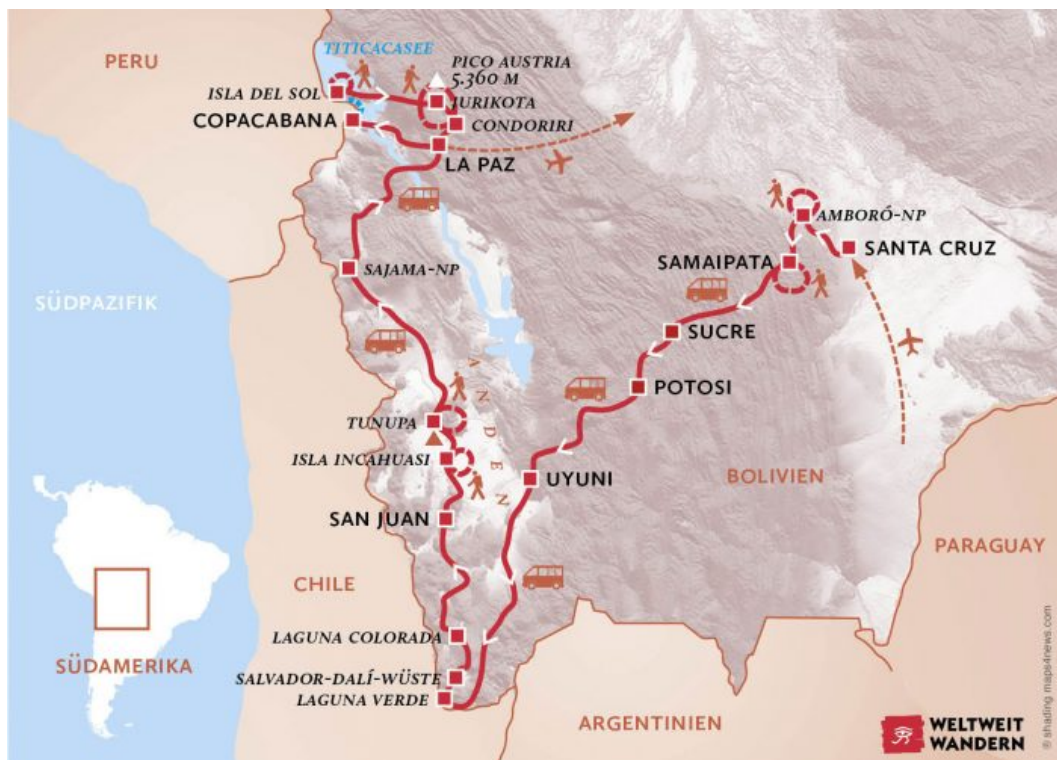 PERU
TITICACASEE
PICO AUSTRIA
5.360 M
ISLA DEL SOL
JURIKOTA
COPACABANA
CONDORIRI
LA PAZ
AMBORÓ-NP
SANTA CRUZ
SAMAIPATA
SAJAMA-NP
SÜDPAZIFIK
SUCRE
ANDEN
POTOSI
TUNUPA
ISLA INCAHUASI
UYUNI
BOLIVIEN
SAN JUAN
PARAGUAY
CHILE
LAGUNA COLORADA
SÜDAMERIKA
SALVADOR-DALÍ-WÜSTE
LAGUNA VERDE
ARGENTINIEN
WELTWEIT
WANDERN
© shading maps4news.com